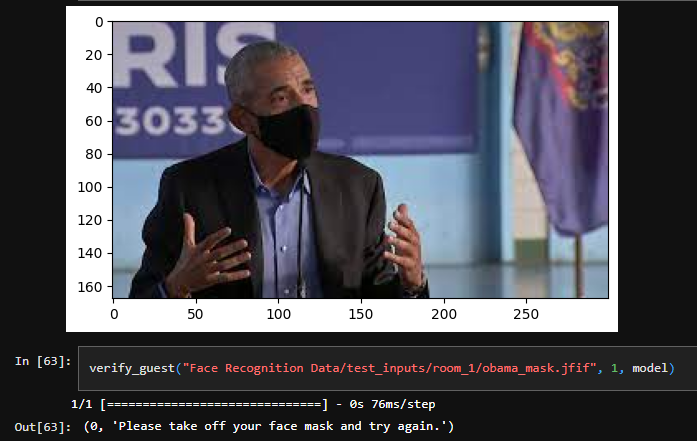 0
20
40
60
80
100
120
140
160
RIS
3033
0 50 100 150 200 250
In [63]: verify_guest("Face Recognition Data/test_inputs/room_1/obama_mask.jfif", 1, model)
1/1 [==============================] - 0s 76ms/step
Out[63]: (0, 'Please take off your face mask and try again.')